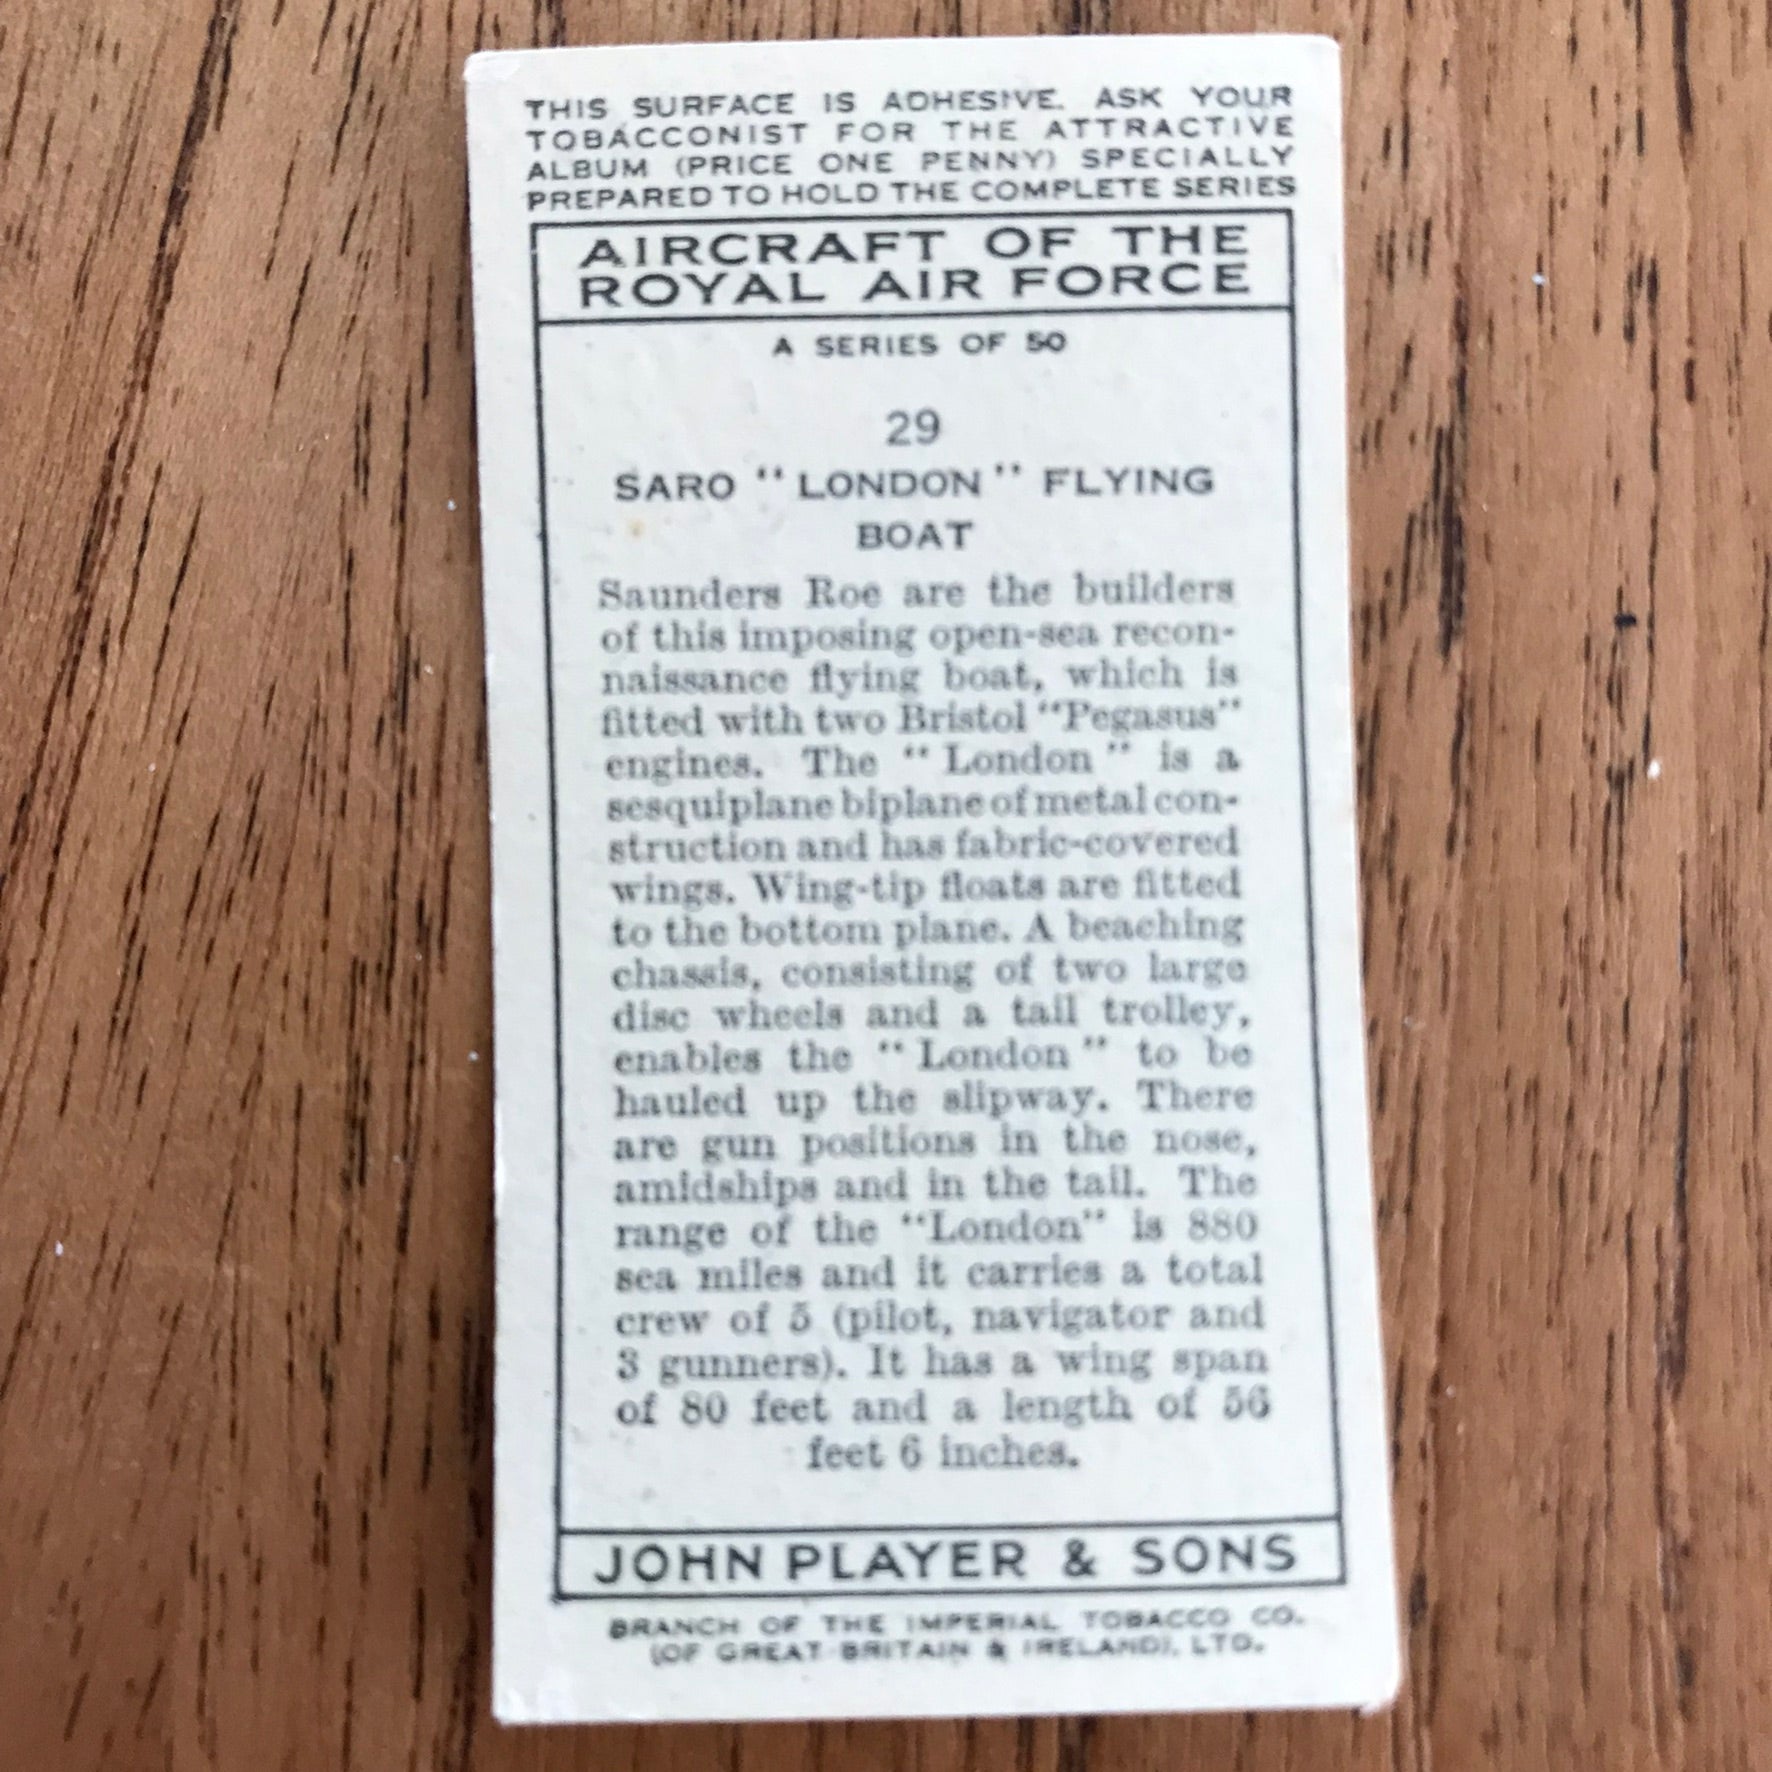 THIS SURFACE IS ADHESIVE. ASK YOUR
TOBACCONIST FOR THE ATTRACTIVE
ALBUM (PRICE ONE PENNY) SPECIALLY
PREPARED TO HOLD THE COMPLETE SERIES
AIRCRAFT OF THE
ROYAL AIR FORCE
A SERIES OF 50
29
SARO "LONDON" FLYING
BOAT
Saunders Roe are the builders
of this imposing open-sea recon-
naissance flying boat, which is
fitted with two Bristol "Pegasus"
engines. The "London" is a
sesquiplane biplane of metal con-
struction and has fabric-covered
wings. Wing-tip floats are fitted
to the bottom plane. A beaching
chassis, consisting of two large
disc wheels and a tail trolley,
enables the "London" to be
hauled up the slipway. There
are gun positions in the nose,
amidships and in the tail. The
range of the "London" is 880
sea miles and it carries a total
crew of 5 (pilot, navigator and
3 gunners). It has a wing span
of 80 feet and a length of 56
feet 6 inches.
JOHN PLAYER & SONS
BRANCH OF THE IMPERIAL TOBACCO CO.
(OF GREAT BRITAIN & IRELAND), LTD.